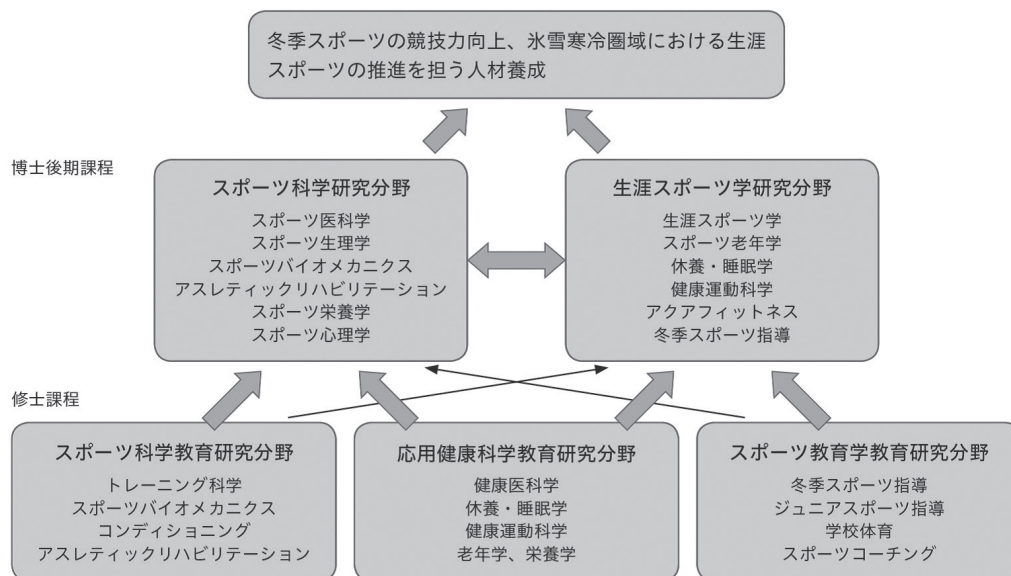 冬季スポーツの競技力向上、氷雪寒冷圏域における生涯
スポーツの推進を担う人材養成
博士後期課程
スポーツ科学研究分野
スポーツ医科学
スポーツ生理学
スポーツバイオメカニクス
アスレティックリハビリテーション
スポーツ栄養学
スポーツ心理学
生涯スポーツ学研究分野
生涯スポーツ学
スポーツ老年学
休養・睡眠学
健康運動科学
アクアフィットネス
冬季スポーツ指導
修士課程
スポーツ科学教育研究分野
トレーニング科学
スポーツバイオメカニクス
コンディショニング
アスレティックリハビリテーション
応用健康科学教育研究分野
健康医科学
休養・睡眠学
健康運動科学
老年学、栄養学
スポーツ教育学教育研究分野
冬季スポーツ指導
ジュニアスポーツ指導
学校体育
スポーツコーチング